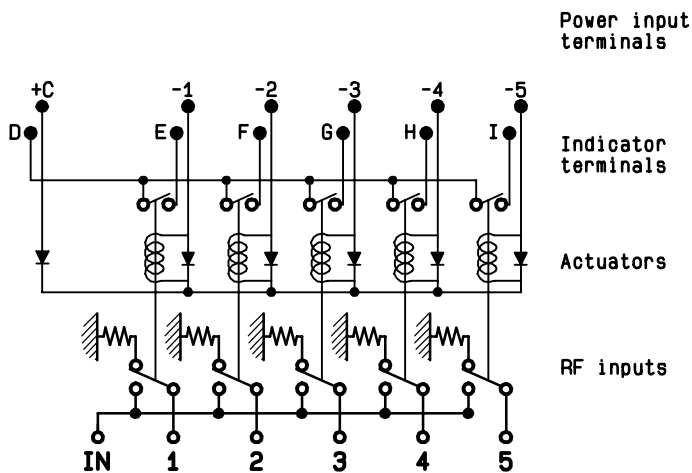 Power input
terminals
+C -1 -2 -3 -4 -5
D E F G H I
Indicator
terminals
Actuators
RF inputs
IN 1 2 3 4 5